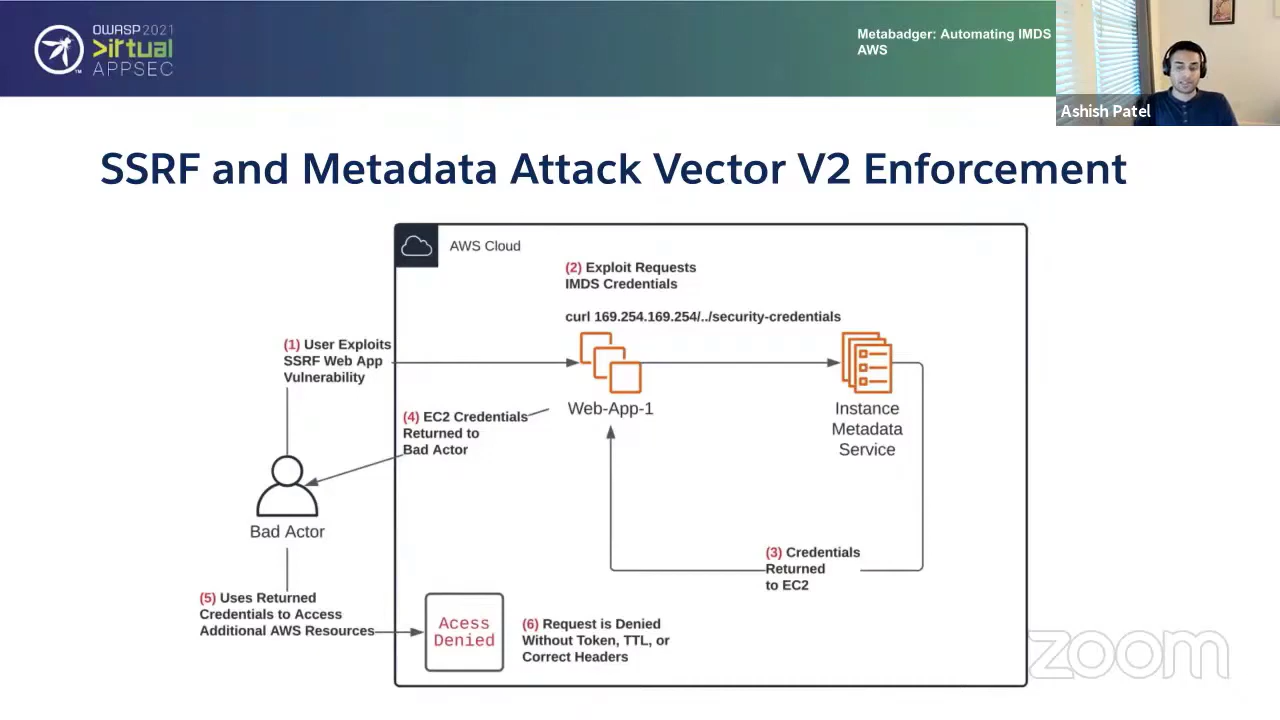 OWASP 2021
Virtual
APPSEC
Metabadger: Automating IMDS
AWS
Ashish Patel
SSRF and Metadata Attack Vector V2 Enforcement
AWS Cloud
(2) Exploit Requests
IMDS Credentials
curl 169.254.169.254/../security-credentials
(1) User Exploits
SSRF Web App
Vulnerability
Web-App-1
Instance
Metadata
Service
(4) EC2 Credentials
Returned to
Bad Actor
Bad Actor
(3) Credentials
Returned
to EC2
(5) Uses Returned
Credentials to Access
Additional AWS Resources
Acess
Denied
(6) Request is Denied
Without Token, TTL, or
Correct Headers
zoom